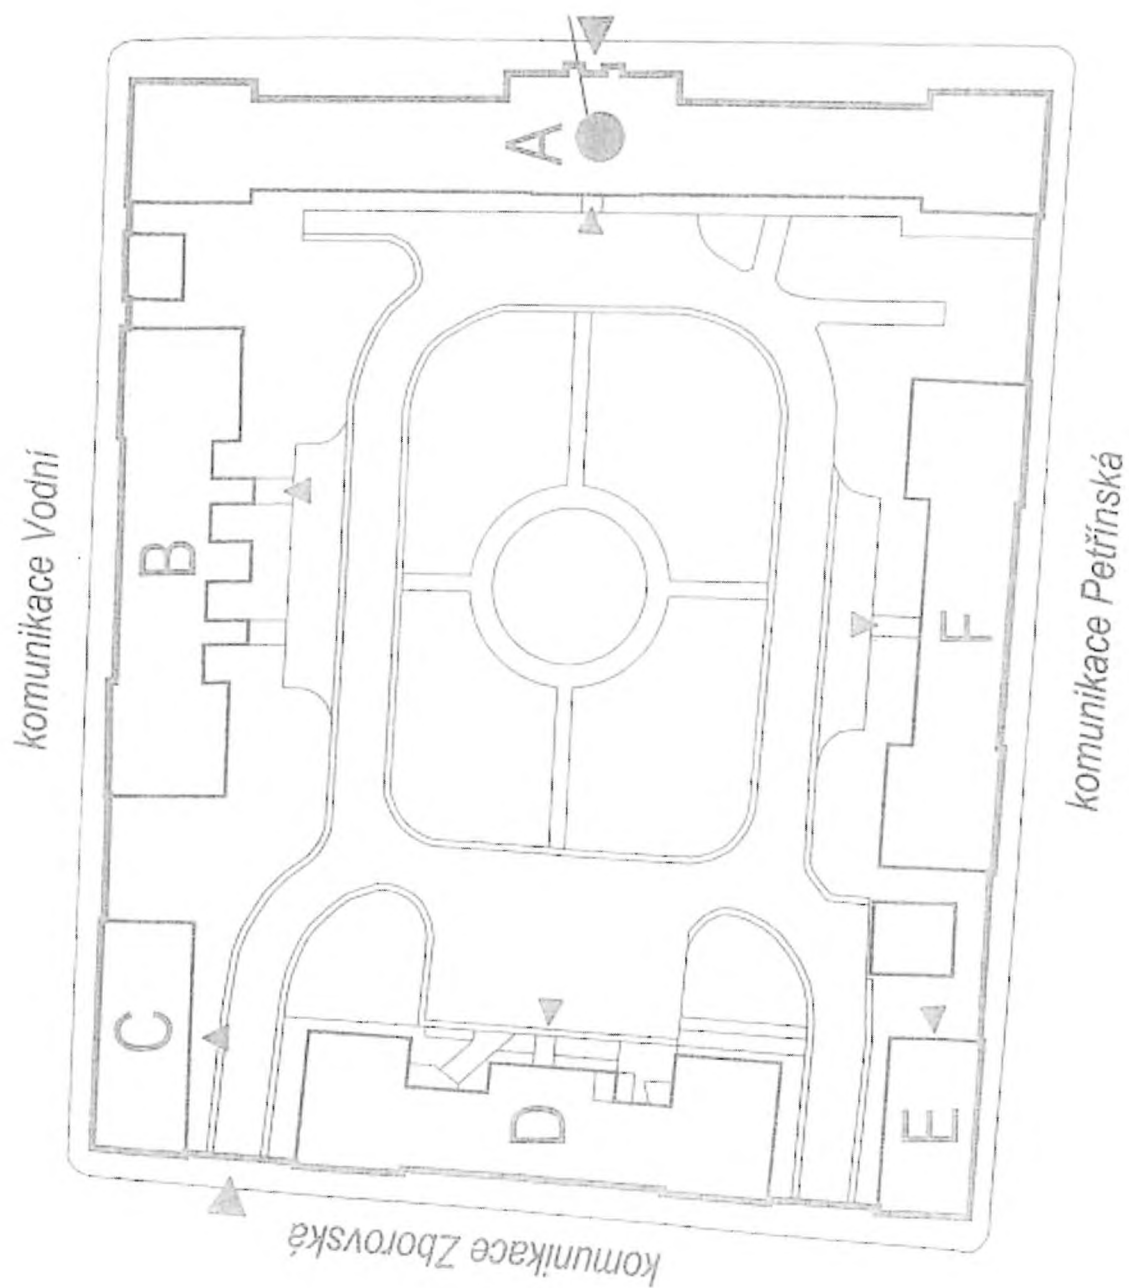 komunikace Vodní
A
B
C
D
E
F
komunikace Petřínská
komunikace Zborovská